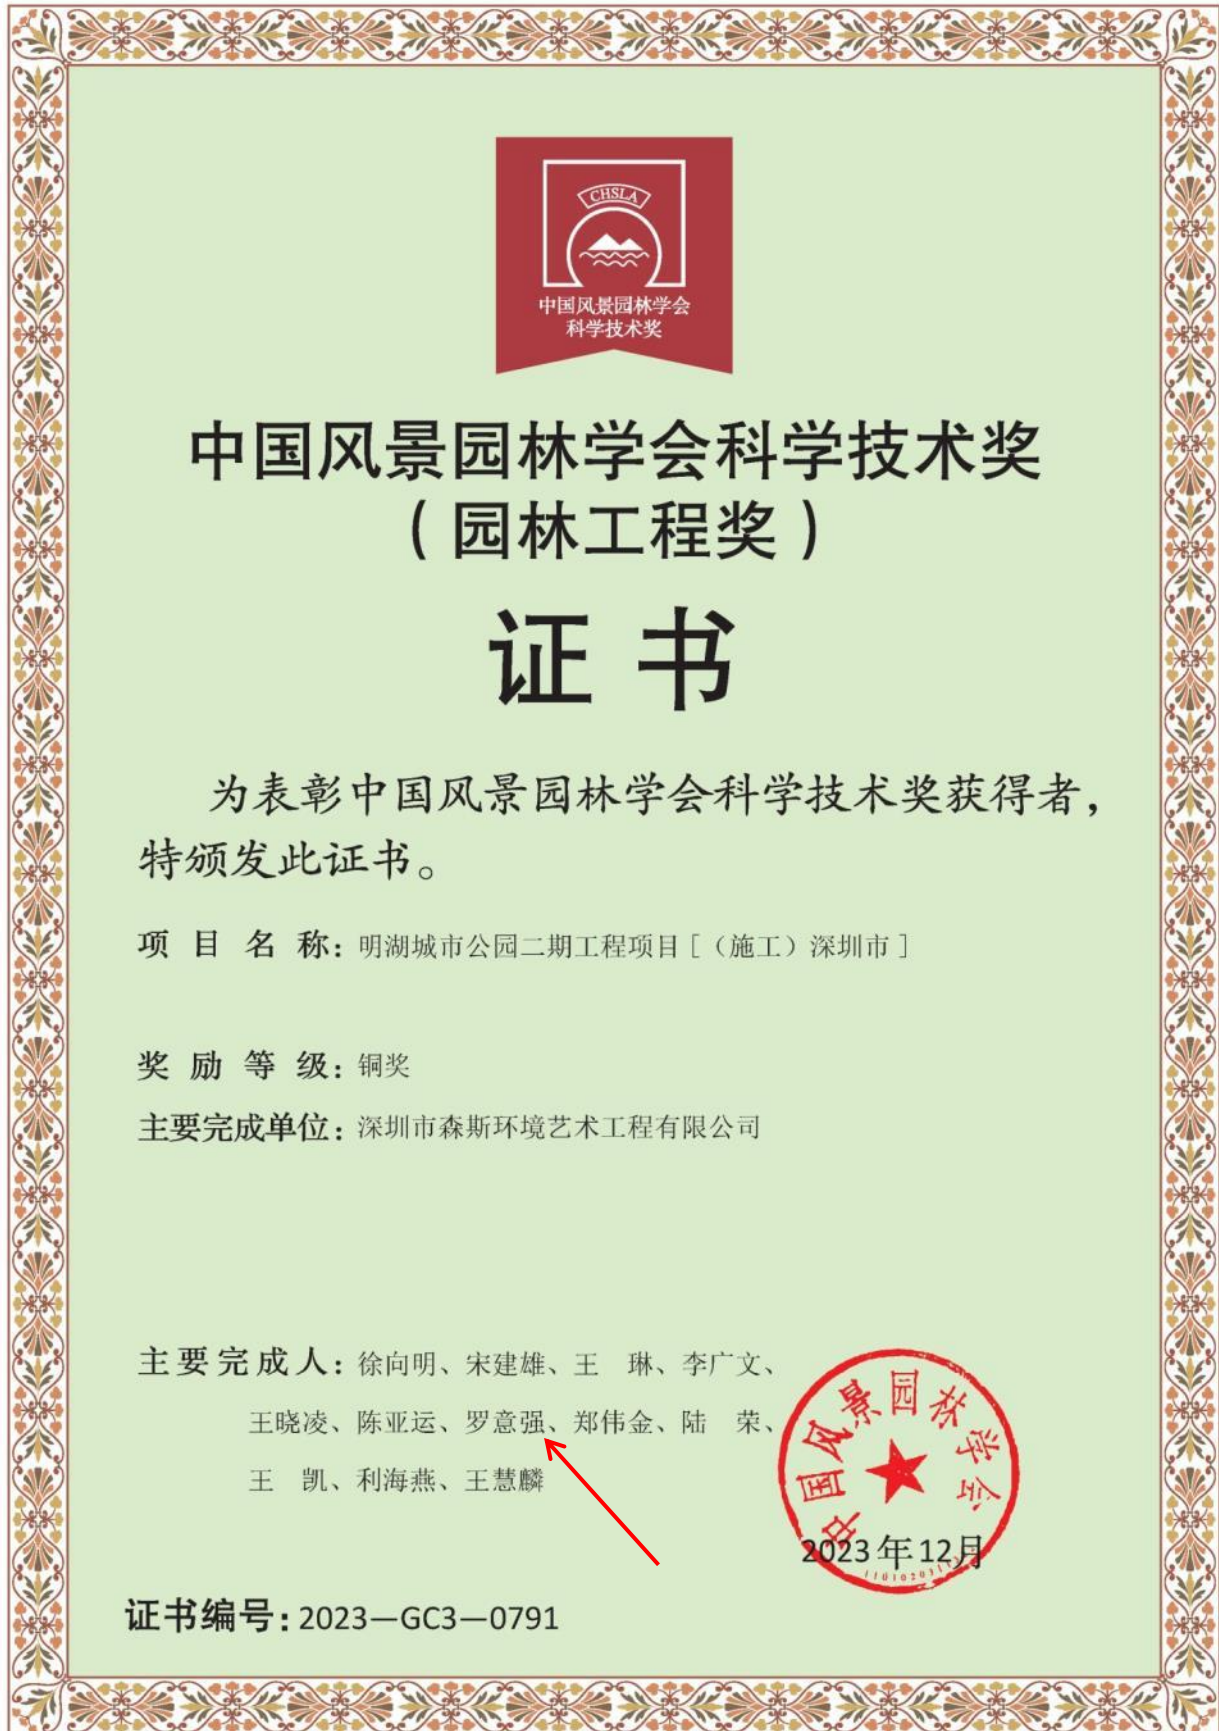 CHSLA
中国风景园林学会
科学技术奖
中国风景园林学会科学技术奖
（园林工程奖）
证书
为表彰中国风景园林学会科学技术奖获得者，
特颁发此证书。
项目名称：明湖城市公园二期工程项目［（施工）深圳市］
奖励等级：铜奖
主要完成单位：深圳市森斯环境艺术工程有限公司
主要完成人：徐向明、宋建雄、王　琳、李广文、
王晓凌、陈亚运、罗意强、郑伟金、陆　荣、
王　凯、利海燕、王慧麟
中国风景园林学会
2023年12月
证书编号：2023—GC3—0791